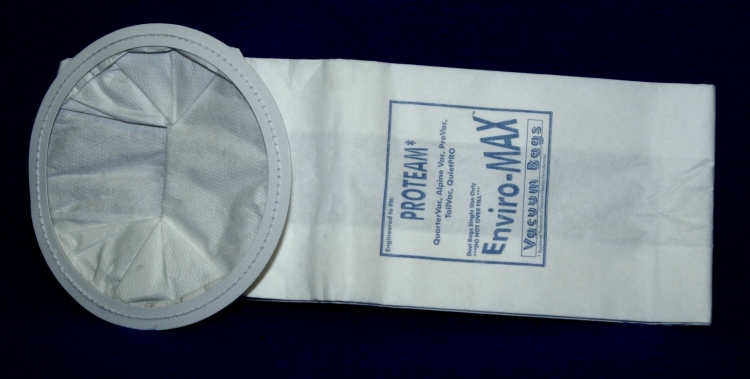 Engineered to Fit:
PROTEAM*
QuarterVac, Alpine Vac, ProVac,
TailVac, QuietPRO
Dust Bags Single Use Only
***DO NOT OVER FILL***
Enviro-MAX™
Vacuum Bags